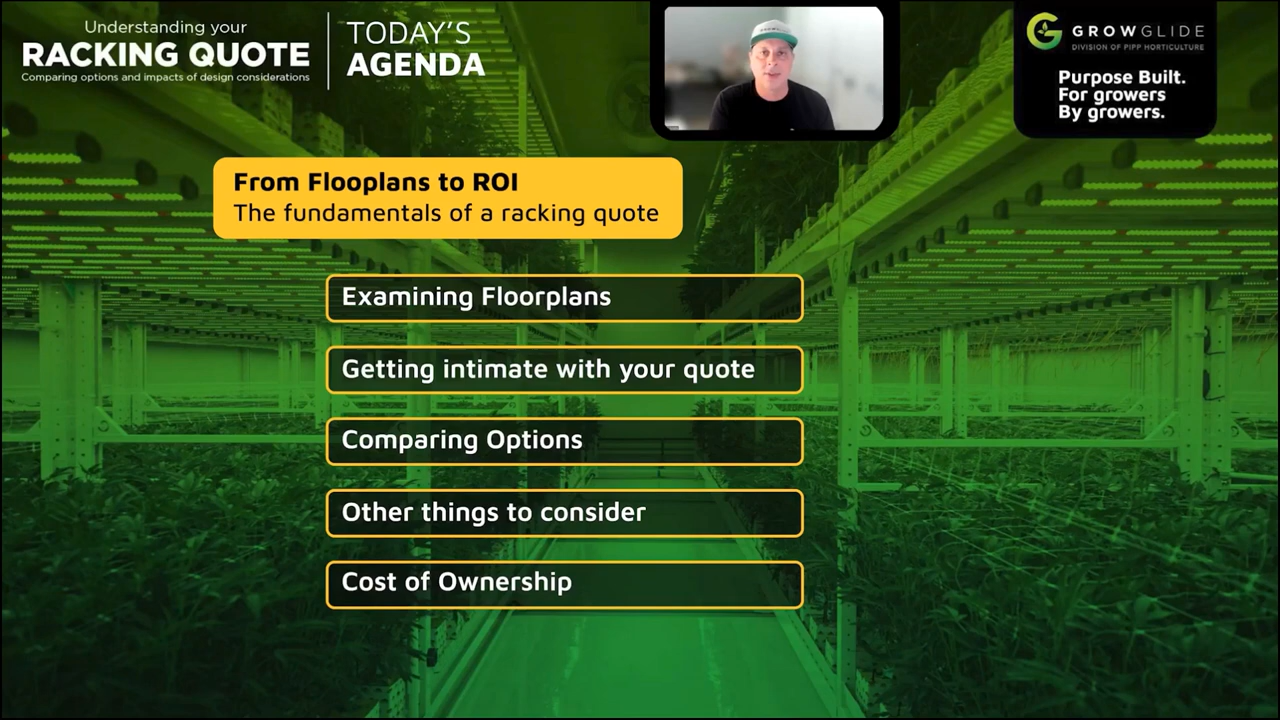 Understanding your
RACKING QUOTE
Comparing options and impacts of design considerations
TODAY'S
AGENDA
GROWGLIDE
DIVISION OF PIPP HORTICULTURE
Purpose Built.
For growers
By growers.
From Flooplans to ROI
The fundamentals of a racking quote
Examining Floorplans
Getting intimate with your quote
Comparing Options
Other things to consider
Cost of Ownership